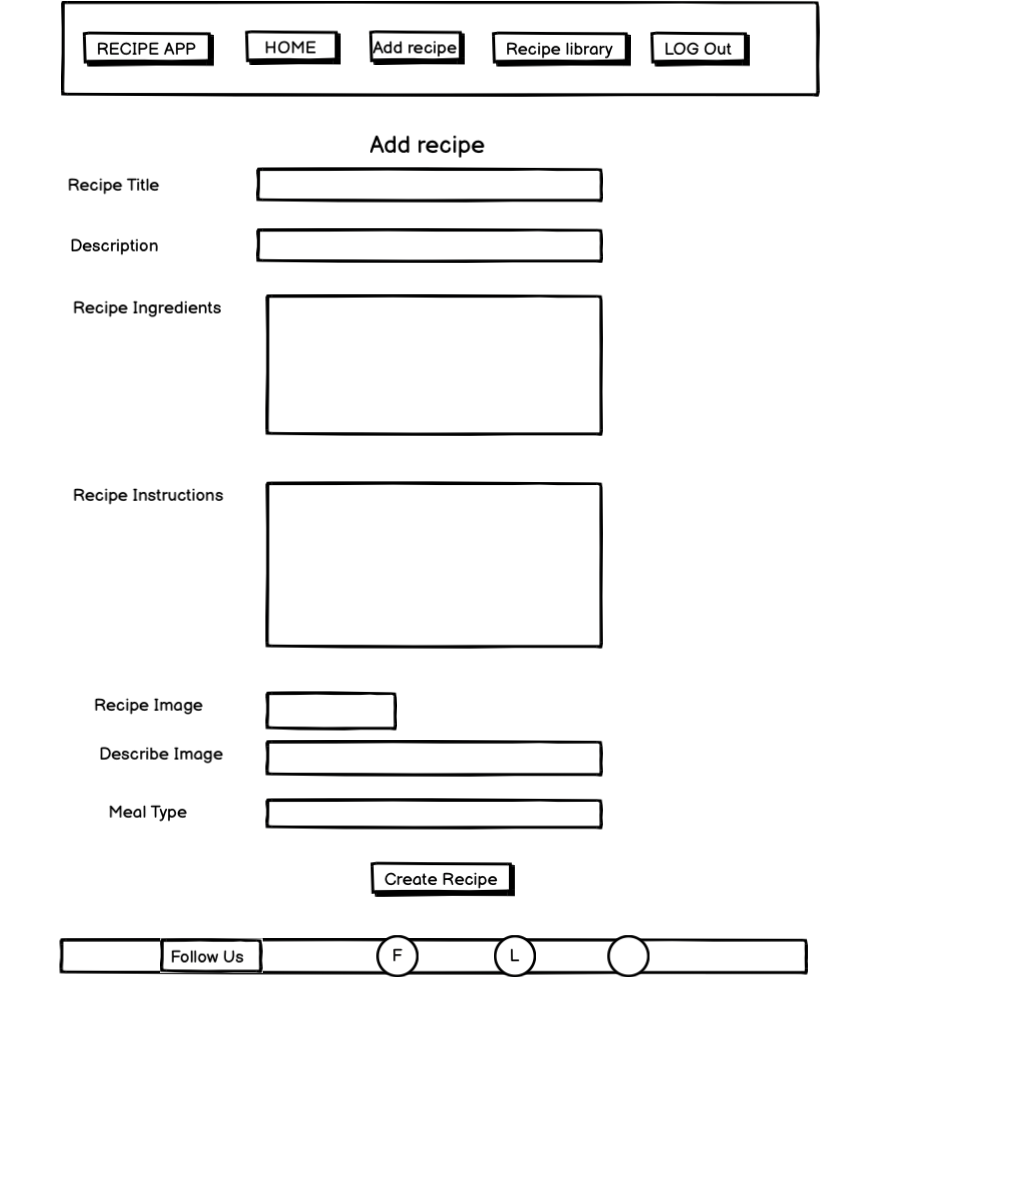 RECIPE APP HOME Add recipe Recipe library LOG Out
Add recipe
Recipe Title
Description
Recipe Ingredients
Recipe Instructions
Recipe Image
Describe Image
Meal Type
Create Recipe
Follow Us F L